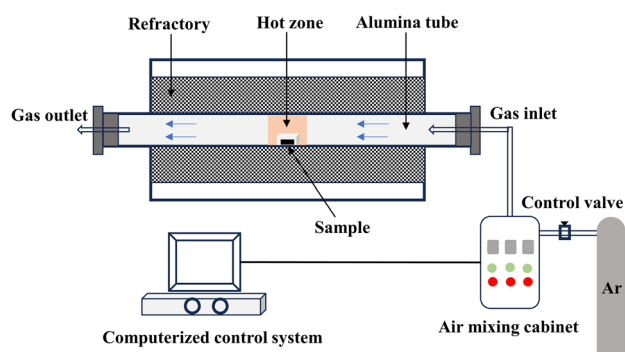 Refractory
Hot zone
Alumina tube
Gas outlet
Gas inlet
Control valve
Sample
Ar
Computerized control system
Air mixing cabinet